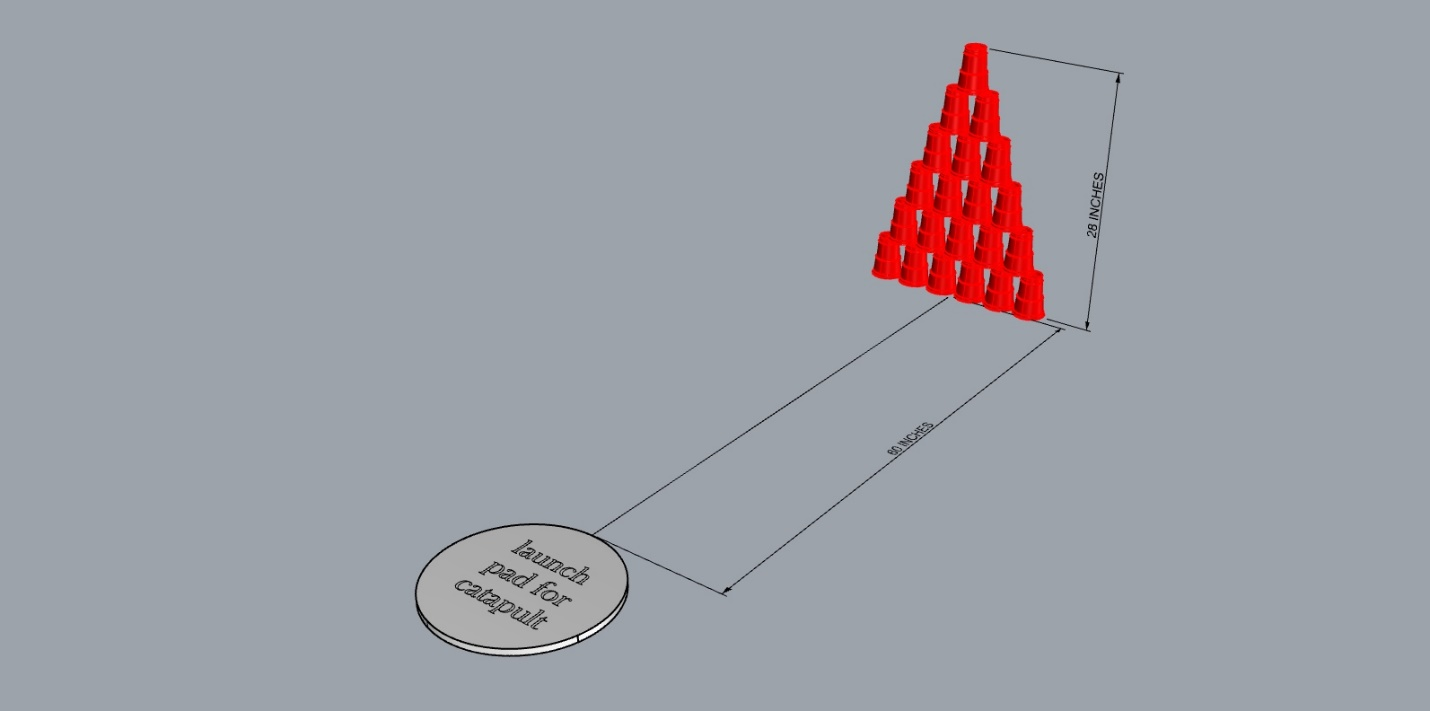 28 INCHES
60 INCHES
launch
pad for
catapult